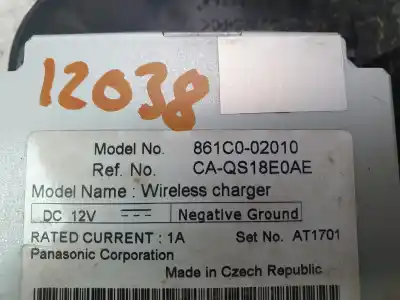 12038
Model No. 861C0-02010
Ref. No. CA-QS18E0AE
Model Name : Wireless charger
DC 12V Negative Ground
RATED CURRENT : 1A Set No. AT1701
Panasonic Corporation
Made in Czech Republic